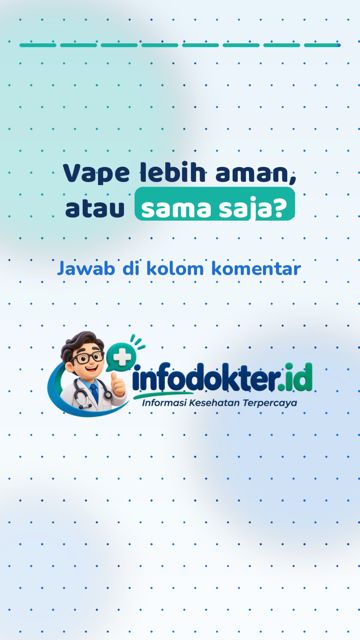 Vape lebih aman,
atau sama saja?
Jawab di kolom komentar
infodokter.id
Informasi Kesehatan Terpercaya